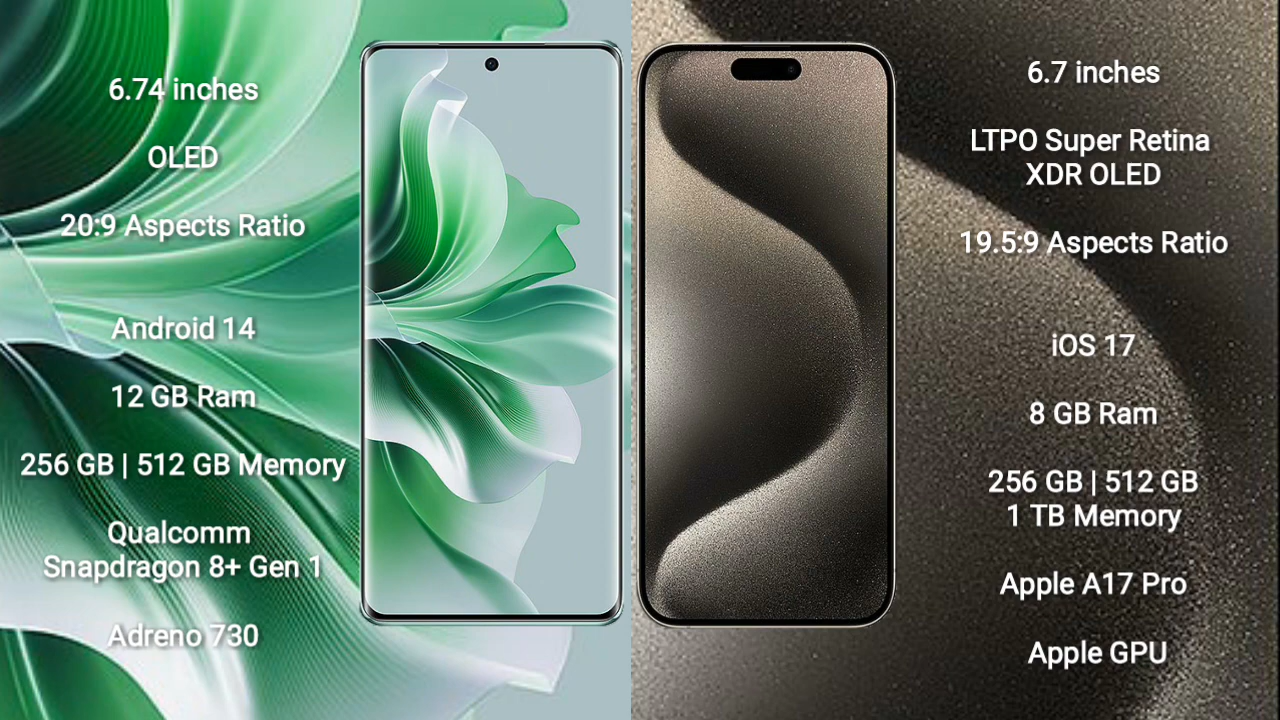 6.74 inches
OLED
20:9 Aspects Ratio
Android 14
12 GB Ram
256 GB | 512 GB Memory
Qualcomm
Snapdragon 8+ Gen 1
Adreno 730
6.7 inches
LTPO Super Retina
XDR OLED
19.5:9 Aspects Ratio
iOS 17
8 GB Ram
256 GB | 512 GB
1 TB Memory
Apple A17 Pro
Apple GPU